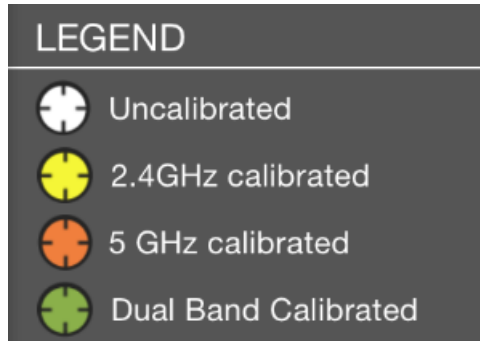 LEGEND
Uncalibrated
2.4GHz calibrated
5 GHz calibrated
Dual Band Calibrated